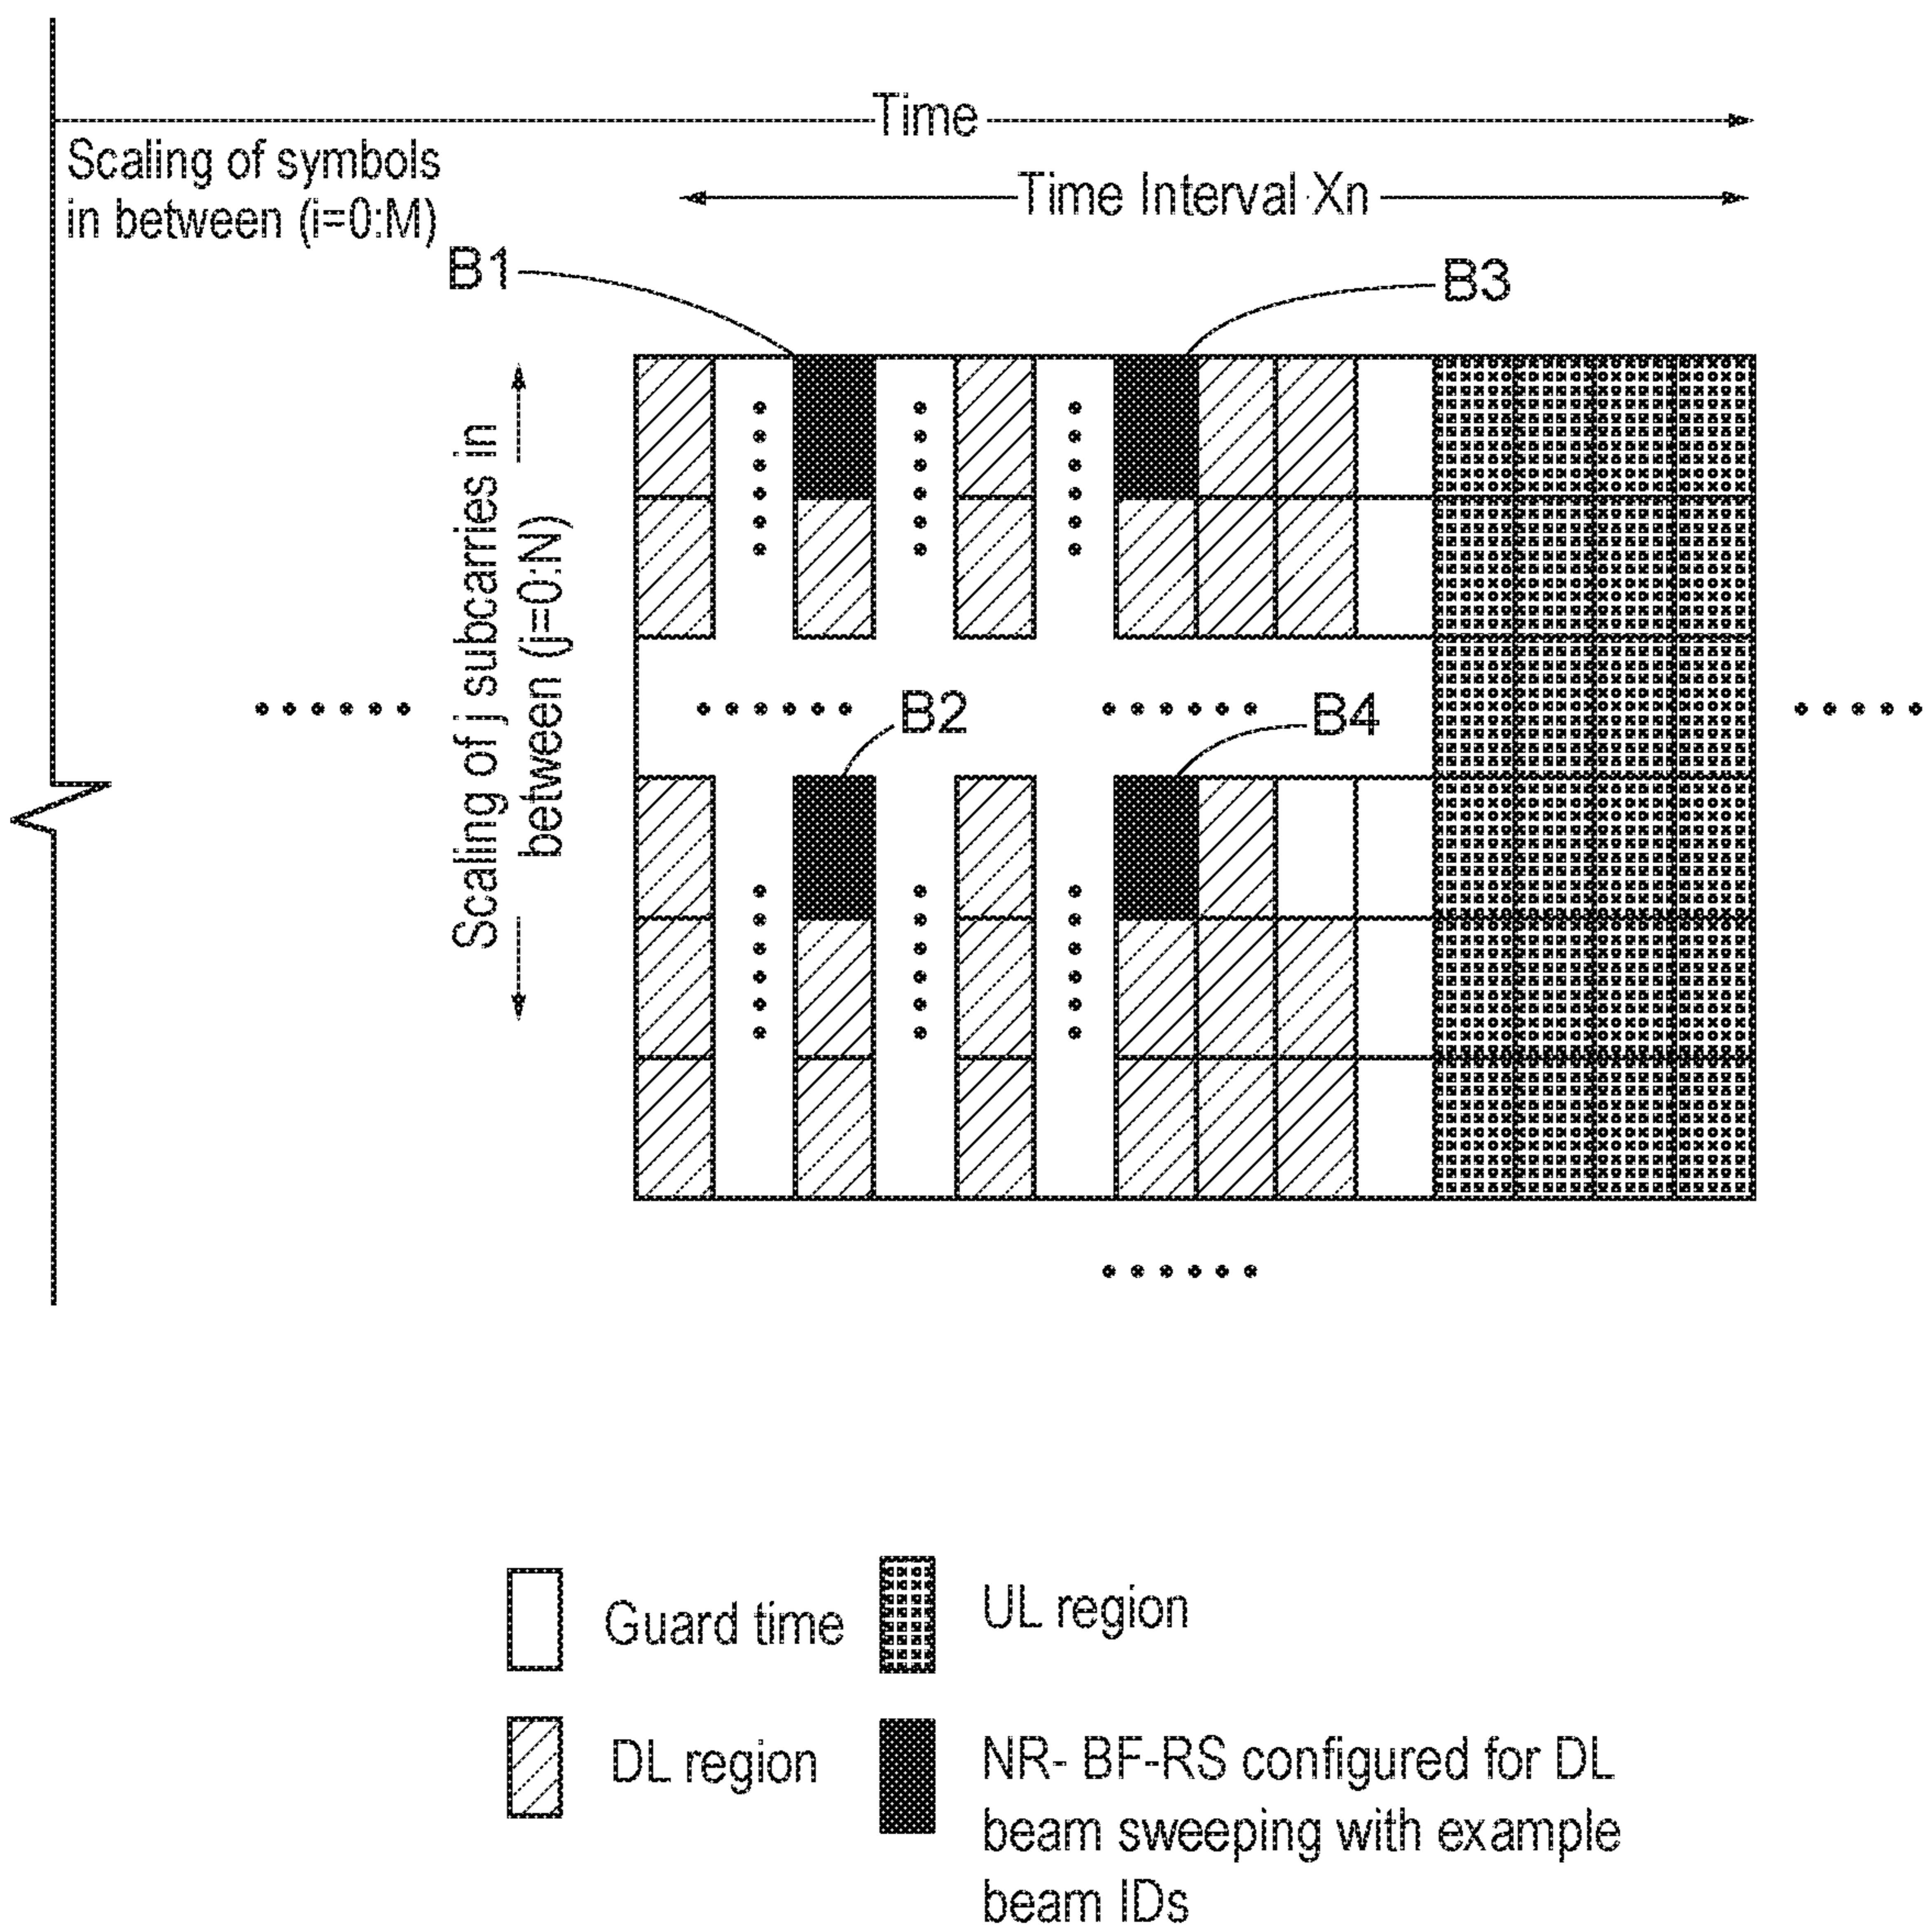 Time
Scaling of symbols
in between (i=0:M)
Time Interval Xn
B1
B3
Scaling of j subcarries in
between (j=0:N)
B2
B4
Guard time
UL region
DL region
NR- BF-RS configured for DL
beam sweeping with example
beam IDs